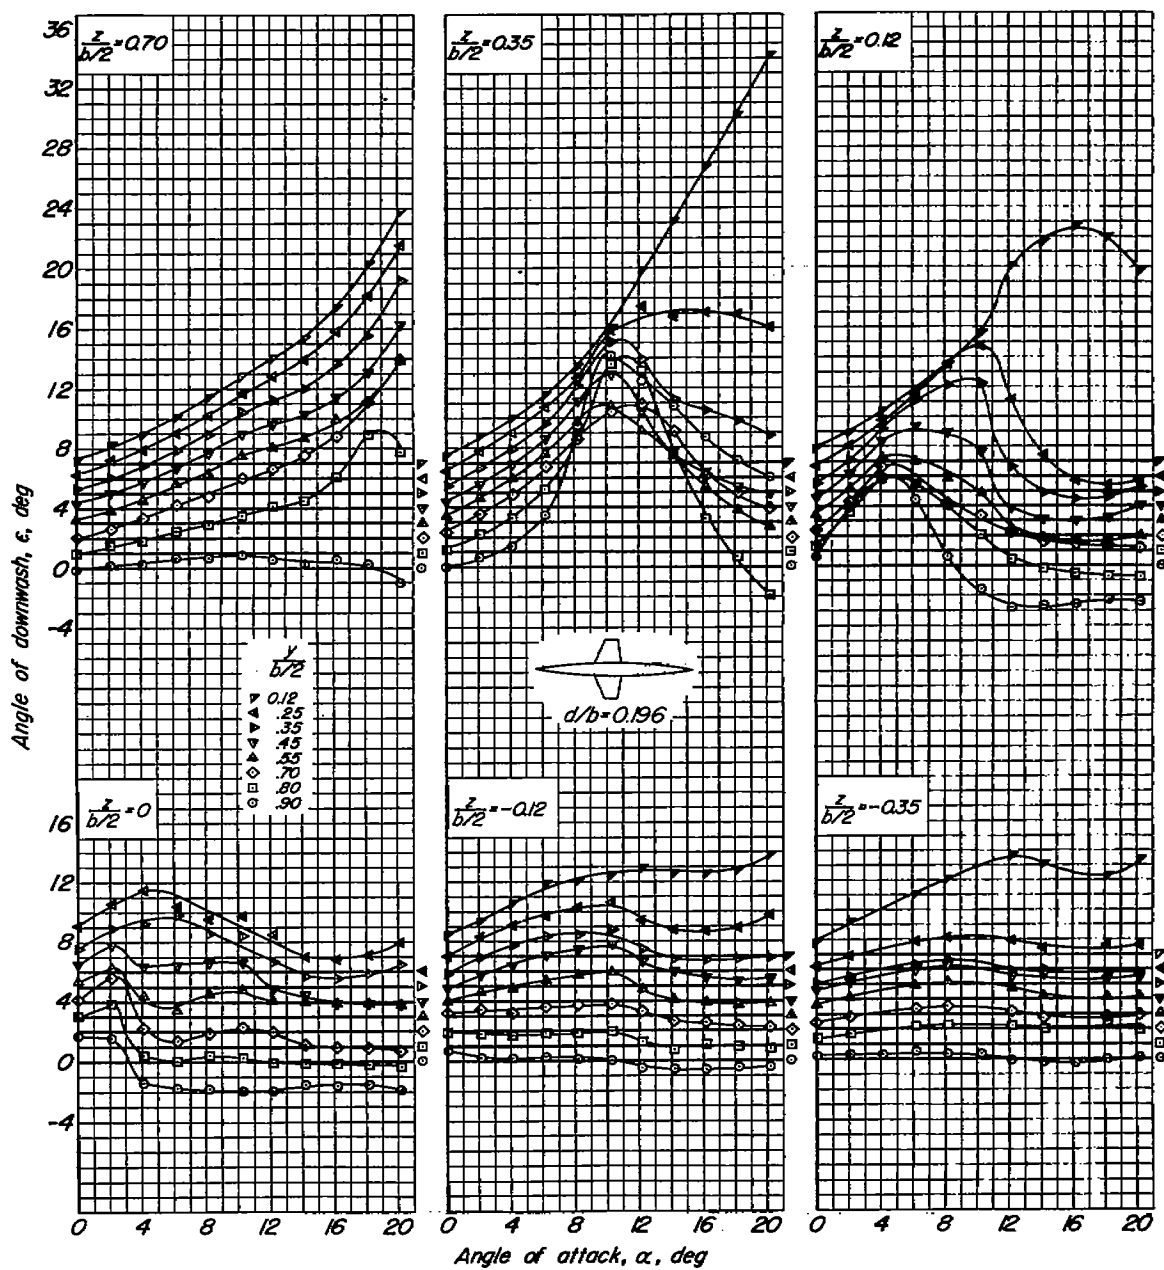 z/b/2 = 0.70
z/b/2 = 0.35
z/b/2 = 0.12
36
32
28
24
20
16
12
8
4
0
-4
Angle of downwash, ϵ, deg
y/b/2
0.12
.25
.35
.45
.55
.70
.80
.90
d/b = 0.196
z/b/2 = 0
z/b/2 = -0.12
z/b/2 = -0.35
16
12
8
4
0
-4
0 4 8 12 16 20
0 4 8 12 16 20
0 4 8 12 16 20
Angle of attack, α, deg